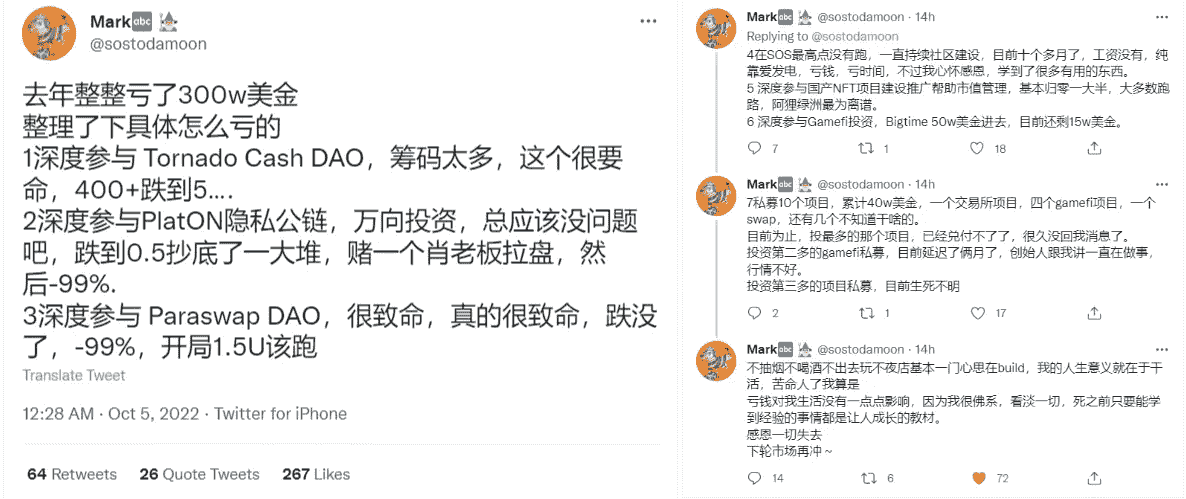 Mark abc
@sostodamoon
去年整整亏了300w美金
整理了下具体怎么亏的
1深度参与 Tornado Cash DAO，筹码太多，这个很要
命，400+跌到5....
2深度参与PlatON隐私公链，万向投资，总应该没问题
吧，跌到0.5抄底了一大堆，赌一个肖老板拉盘，然
后-99%.
3深度参与 Paraswap DAO，很致命，真的很致命，跌没
了，-99%，开局1.5U该跑
Translate Tweet
12:28 AM · Oct 5, 2022 · Twitter for iPhone
64 Retweets 26 Quote Tweets 267 Likes
Mark abc @sostodamoon · 14h
Replying to @sostodamoon
4在SOS最高点没有跑，一直持续社区建设，目前十个多月了，工资没有，纯
靠爱发电，亏钱，亏时间，不过我心怀感恩，学到了很多有用的东西。
5 深度参与国产NFT项目建设推广帮助市值管理，基本归零一大半，大多数跑
路，阿狸绿洲最为离谱。
6 深度参与Gamefi投资，Bigtime 50w美金进去，目前还剩15w美金。
7 1 18
Mark abc @sostodamoon · 14h
7私募10个项目，累计40w美金，一个交易所项目，四个gamefi项目，一个
swap，还有几个不知道干啥的。
目前为止，投最多的那个项目，已经兑付不了了，很久没回我消息了。
投资第二多的gamefi私募，目前延迟了俩月了，创始人跟我讲一直在做事，
行情不好。
投资第三多的项目私募，目前生死不明
2 1 17
Mark abc @sostodamoon · 14h
不抽烟不喝酒不出去玩不夜店基本一门心思在build，我的人生意义就在于干
活，苦命人了我算是
亏钱对我生活没有一点点影响，因为我很佛系，看淡一切，死之前只要能学
到经验的事情都是让人成长的教材。
感恩一切失去
下轮市场再冲 ~
14 6 72